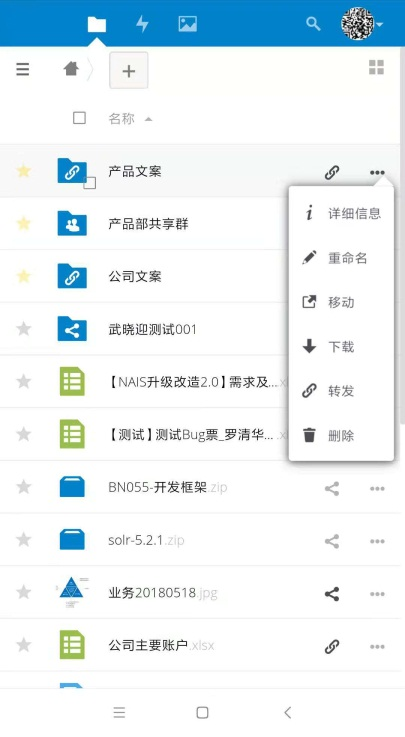 名称
产品文案
详细信息
产品部共享群
重命名
公司文案
移动
武晓迎测试001
下载
【NAIS升级改造2.0】需求及...
转发
【测试】测试Bug票_罗清华...
删除
BN055-开发框架.zip
solr-5.2.1.zip
业务20180518.jpg
公司主要账户.xlsx